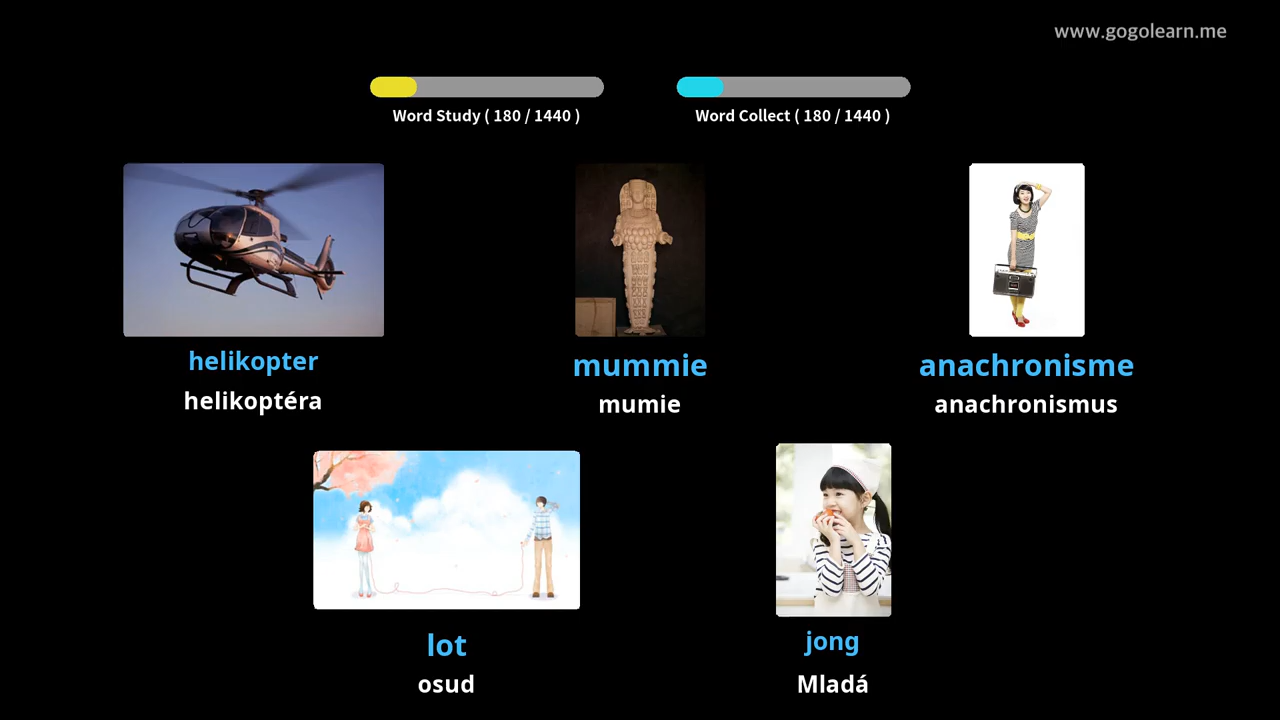 www.gogolearn.me
Word Study ( 180 / 1440 )
Word Collect ( 180 / 1440 )
helikopter
helikoptéra
mummie
mumie
anachronisme
anachronismus
lot
osud
jong
Mladá